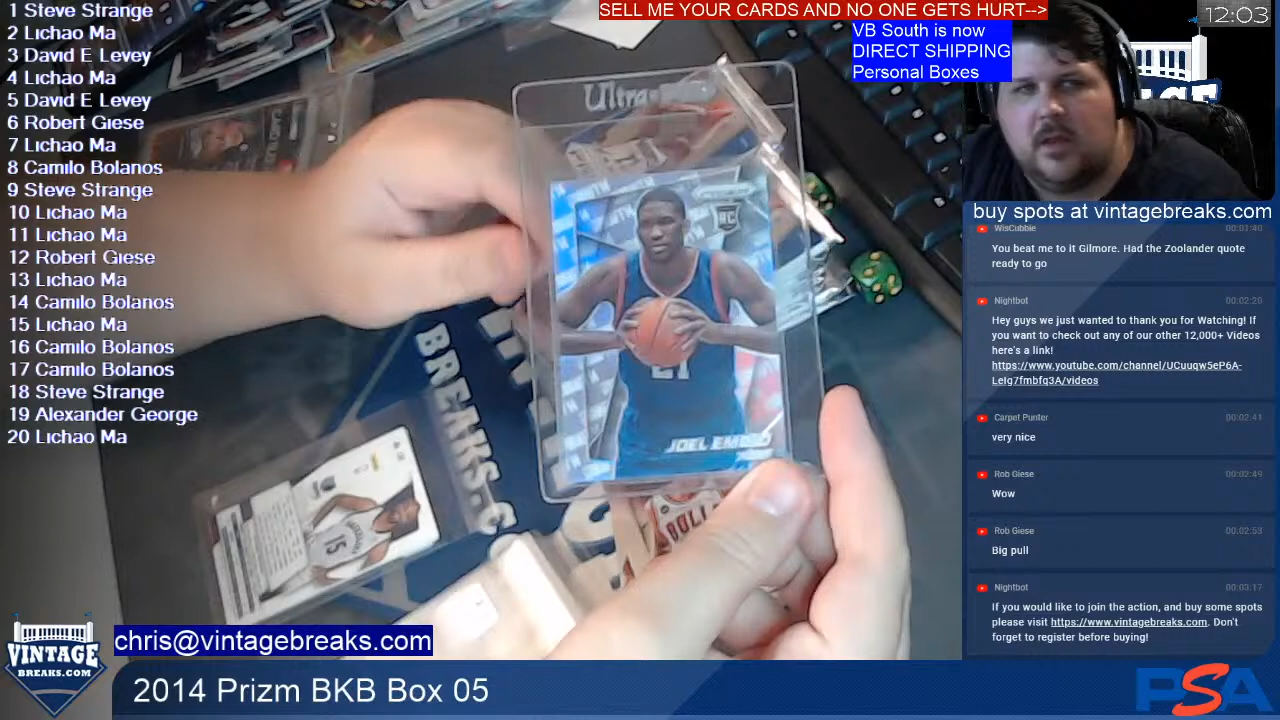 1 Steve Strange
2 Lichao Ma
3 David E Levey
4 Lichao Ma
5 David E Levey
6 Robert Giese
7 Lichao Ma
8 Camilo Bolanos
9 Steve Strange
10 Lichao Ma
11 Lichao Ma
12 Robert Giese
13 Lichao Ma
14 Camilo Bolanos
15 Lichao Ma
16 Camilo Bolanos
17 Camilo Bolanos
18 Steve Strange
19 Alexander George
20 Lichao Ma
SELL ME YOUR CARDS AND NO ONE GETS HURT-->
VB South is now
DIRECT SHIPPING
Personal Boxes
12:03
buy spots at vintagebreaks.com
WisCubbie 00:01:40
You beat me to it Gilmore. Had the Zoolander quote
ready to go
Nightbot 00:02:20
Hey guys we just wanted to thank you for Watching! If
you want to check out any of our other 12,000+ Videos
here's a link!
https://www.youtube.com/channel/UCuuqw5eP6A-
LeIg7fmbfq3A/videos
Carpet Punter 00:02:41
very nice
Rob Giese 00:02:49
Wow
Rob Giese 00:02:53
Big pull
Nightbot 00:03:17
If you would like to join the action, and buy some spots
please visit https://www.vintagebreaks.com. Don't
forget to register before buying!
Ultra
RC
21
JOEL EMBIID
BREAKS.C
15
BULLS
VINTAGE
BREAKS.COM
chris@vintagebreaks.com
2014 Prizm BKB Box 05
PSA